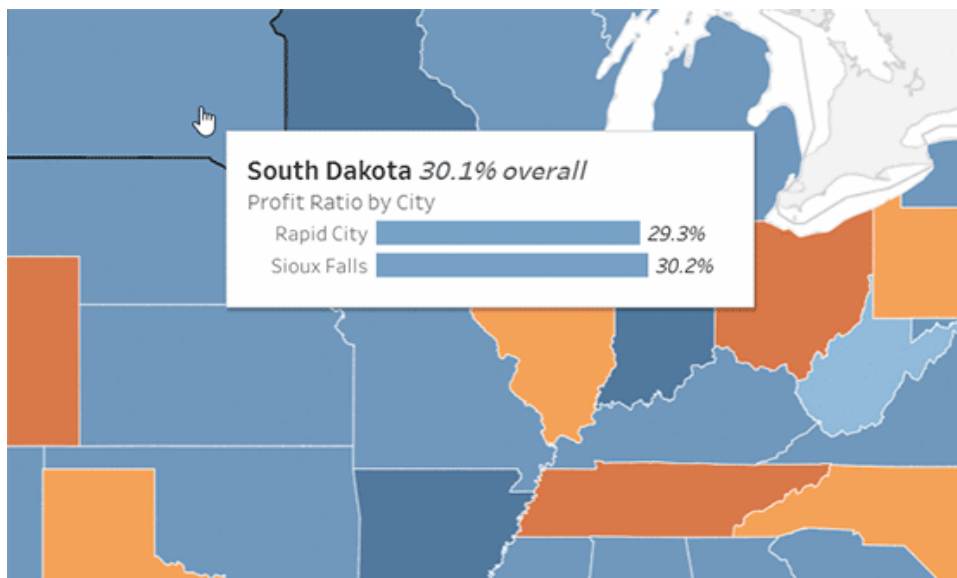 South Dakota 30.1% overall
Profit Ratio by City
Rapid City 29.3%
Sioux Falls 30.2%